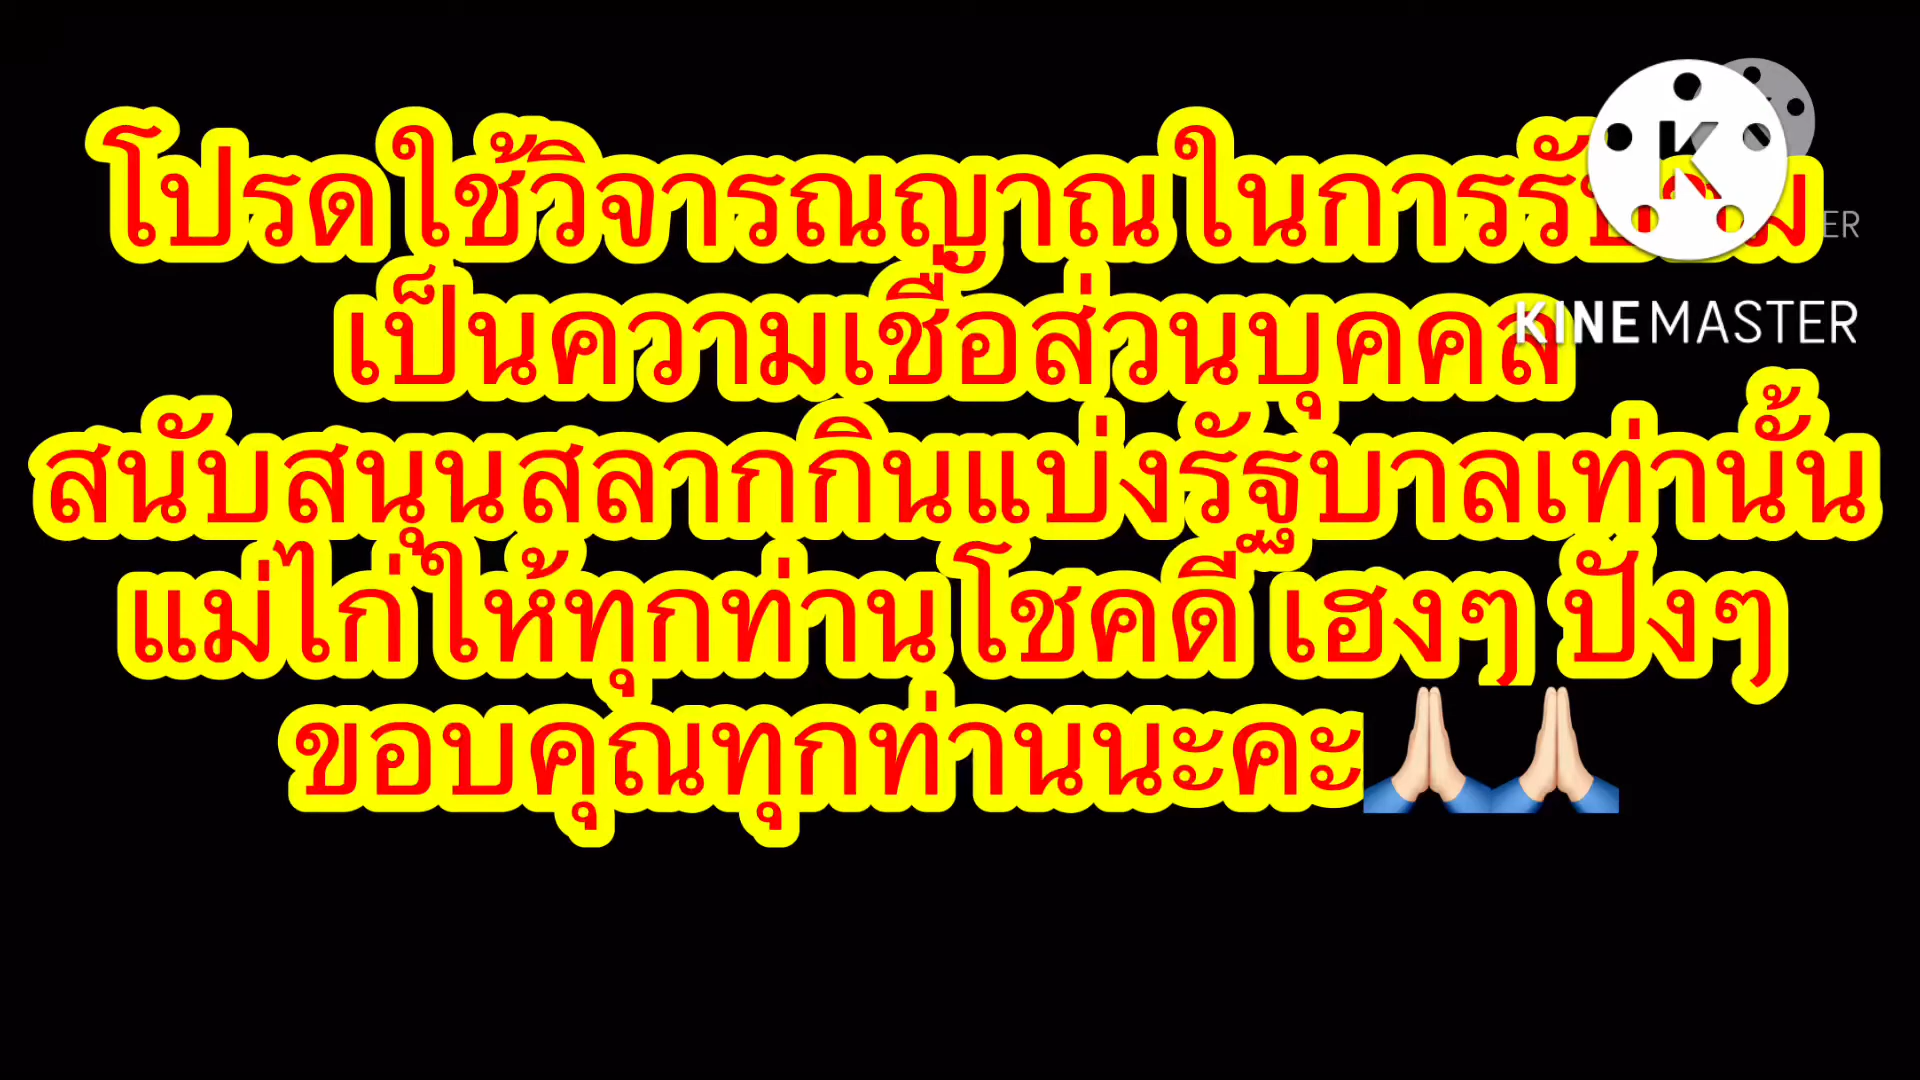 โปรดใช้วิจารณญาณในการรับชม
เป็นความเชื่อส่วนบุคคล
สนับสนุนสลากกินแบ่งรัฐบาลเท่านั้น
แม่ไก่ให้ทุกท่านโชคดี เฮงๆ ปังๆ
ขอบคุณทุกท่านนะคะ🙏🏻🙏🏻
KINEMASTER